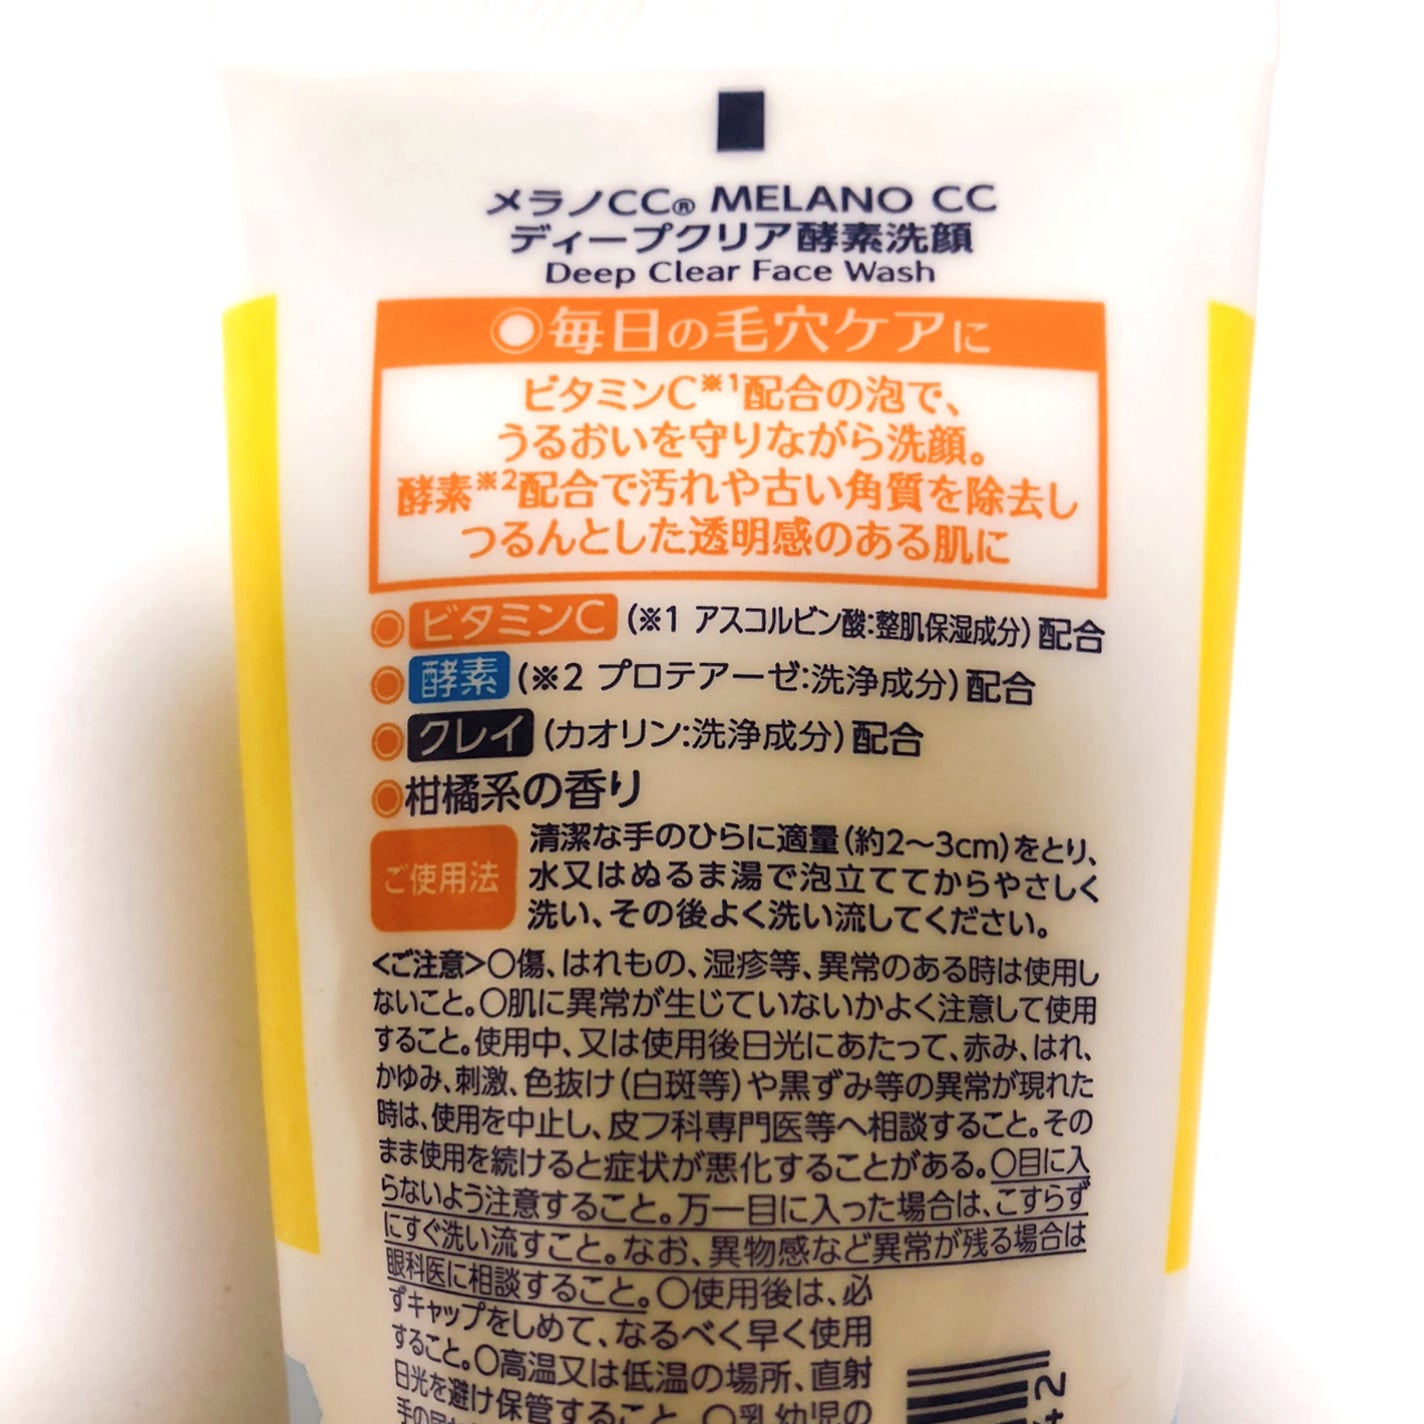 メラノCC® MELANO CC
ディープクリア酵素洗顔
Deep Clear Face Wash
◉毎日の毛穴ケアに
ビタミンC※1配合の泡で、
うるおいを守りながら洗顔。
酵素※2配合で汚れや古い角質を除去し
つるんとした透明感のある肌に
◉ビタミンC(※1 アスコルビン酸:整肌保湿成分)配合
◉酵素(※2 プロテアーゼ:洗浄成分)配合
◉クレイ(カオリン:洗浄成分)配合
◉柑橘系の香り
ご使用法
清潔な手のひらに適量(約2〜3cm)をとり、
水又はぬるま湯で泡立ててからやさしく
洗い、その後よく洗い流してください。
<ご注意>○傷、はれもの、湿疹等、異常のある時は使用し
ないこと。○肌に異常が生じていないかよく注意して使用
すること。使用中、又は使用後日光にあたって、赤み、はれ、
かゆみ、刺激、色抜け(白斑等)や黒ずみ等の異常が現れた
時は、使用を中止し、皮フ科専門医等へ相談すること。その
まま使用を続けると症状が悪化することがある。○目に入
らないよう注意すること。万一目に入った場合は、こすらず
にすぐ洗い流すこと。なお、異物感など異常が残る場合は
眼科医に相談すること。○使用後は、必
ずキャップをしめて、なるべく早く使用
すること。○高温又は低温の場所、直射
日光を避け保管すること。○乳幼児の